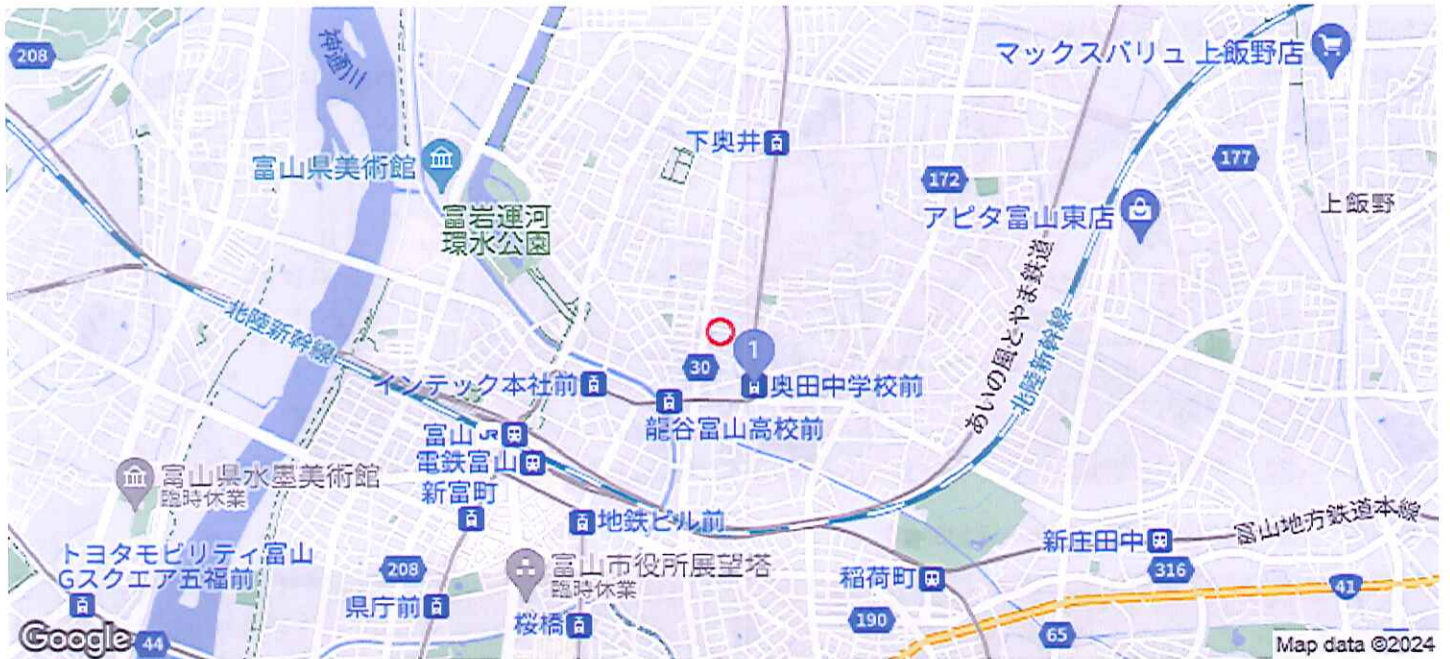 208
神通川
マックスバリュ 上飯野店
下奥井
富山県美術館
177
172
富岩運河
環水公園
アピタ富山東店
上飯野
北陸新幹線
あいの風とやま鉄道
北陸新幹線
1
30
インテック本社前
奥田中学校前
龍谷富山高校前
富山 JR
電鉄富山
富山県水墨美術館
臨時休業
新富町
地鉄ビル前
富山地方鉄道本線
新庄田中
トヨタモビリティ富山
Gスクエア五福前
208
富山市役所展望塔
臨時休業
稲荷町
316
41
県庁前
桜橋
190
65
Google
44
Map data ©2024